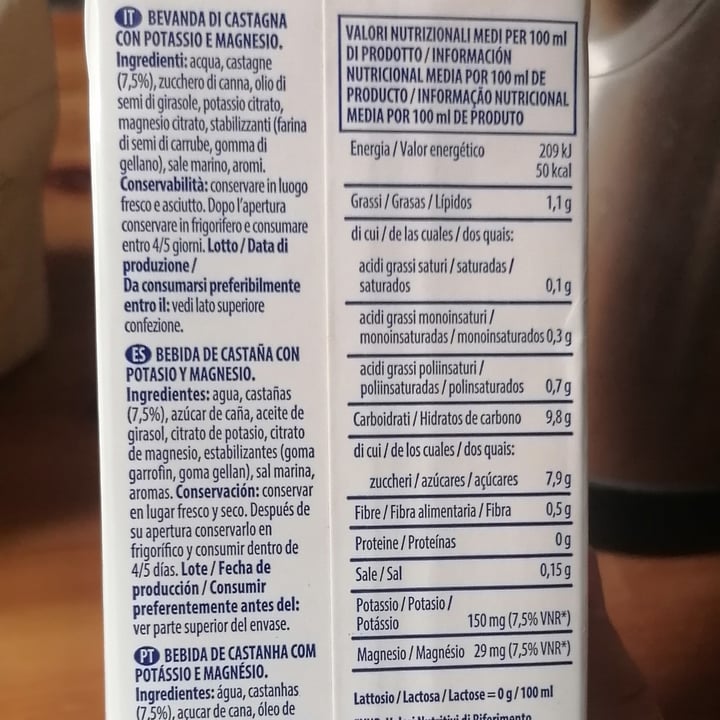 IT BEVANDA DI CASTAGNA
CON POTASSIO E MAGNESIO.
Ingredienti: acqua, castagne
(7,5%), zucchero di canna, olio di
semi di girasole, potassio citrato,
magnesio citrato, stabilizzanti (farina
di semi di carrube, gomma di
gellano), sale marino, aromi.
Conservabilità: conservare in luogo
fresco e asciutto. Dopo l'apertura
conservare in frigorifero e consumare
entro 4/5 giorni. Lotto / Data di
produzione /
Da consumarsi preferibilmente
entro il: vedi lato superiore
confezione.
ES BEBIDA DE CASTAÑA CON
POTASIO Y MAGNESIO.
Ingredientes: agua, castañas
(7,5%), azúcar de caña, aceite de
girasol, citrato de potasio, citrato
de magnesio, estabilizantes (goma
garrofin, goma gellan), sal marina,
aromas. Conservación: conservar
en lugar fresco y seco. Después de
su apertura conservarlo en
frigorífico y consumir dentro de
4/5 días. Lote / Fecha de
producción / Consumir
preferentemente antes del:
ver parte superior del envase.
PT BEBIDA DE CASTANHA COM
POTÁSSIO E MAGNÉSIO.
Ingredientes: água, castanhas
(7,5%), açucar de cana, óleo de
VALORI NUTRIZIONALI MEDI PER 100 ml
DI PRODOTTO / INFORMACIÓN
NUTRICIONAL MEDIA POR 100 ml DE
PRODUCTO / INFORMAÇÃO NUTRICIONAL
MEDIA POR 100 ml DE PRODUTO
Energia / Valor energético 209 kJ
50 kcal
Grassi / Grasas / Lípidos 1,1 g
di cui / de las cuales / dos quais:
acidi grassi saturi / saturadas /
saturados 0,1 g
acidi grassi monoinsaturi /
monoinsaturadas / monoinsaturados 0,3 g
acidi grassi poliinsaturi /
poliinsaturadas / polinsaturados 0,7 g
Carboidrati / Hidratos de carbono 9,8 g
di cui / de los cuales / dos quais:
zuccheri / azúcares / açúcares 7,9 g
Fibre / Fibra alimentaria / Fibra 0,5 g
Proteine / Proteínas 0 g
Sale / Sal 0,15 g
Potassio / Potasio /
Potássio 150 mg (7,5% VNR*)
Magnesio / Magnésio 29 mg (7,5% VNR*)
Lattosio / Lactosa / Lactose = 0 g / 100 ml